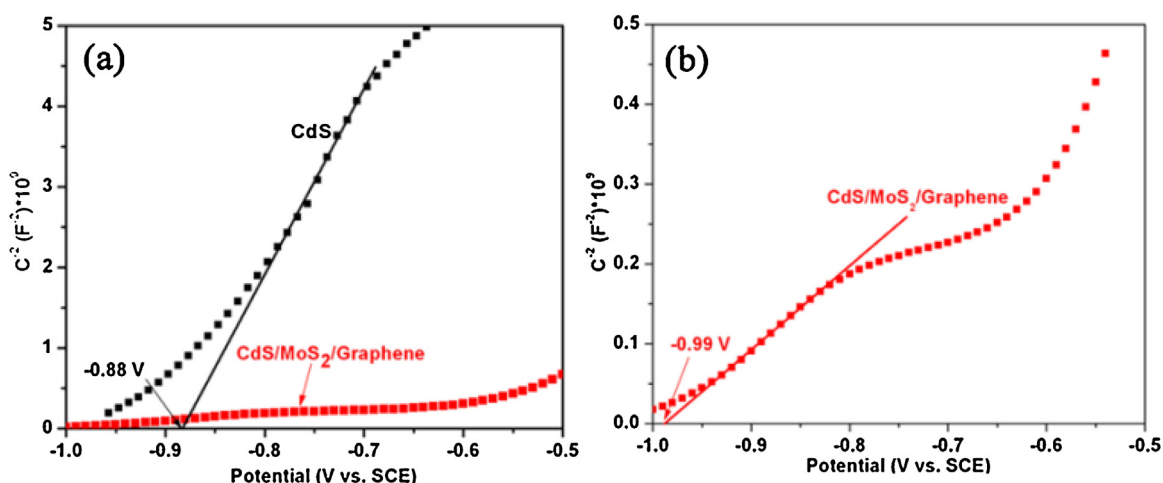 (a)
5
4
3
2
1
0
C⁻² (F⁻²)*10⁹
CdS
-0.88 V
CdS/MoS₂/Graphene
-1.0 -0.9 -0.8 -0.7 -0.6 -0.5
Potential (V vs. SCE)
(b)
0.5
0.4
0.3
0.2
0.1
0.0
C⁻² (F⁻²)*10⁹
CdS/MoS₂/Graphene
-0.99 V
-1.0 -0.9 -0.8 -0.7 -0.6 -0.5
Potential (V vs. SCE)